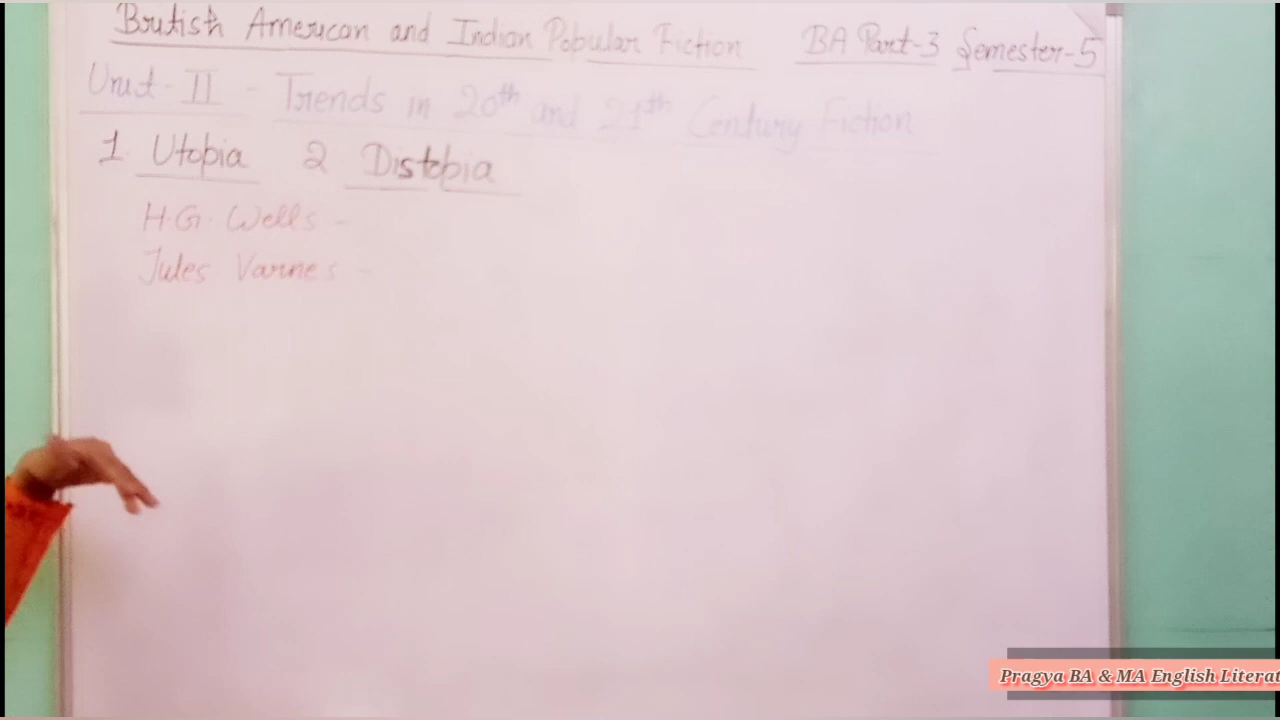 British American and Indian Popular Fiction BA Part-3 Semester-5
Unit-II - Trends in 20th and 21th Century Fiction
1 Utopia 2 Distopia
H.G. Wells -
Jules Varnes -
Pragya BA & MA English Literat